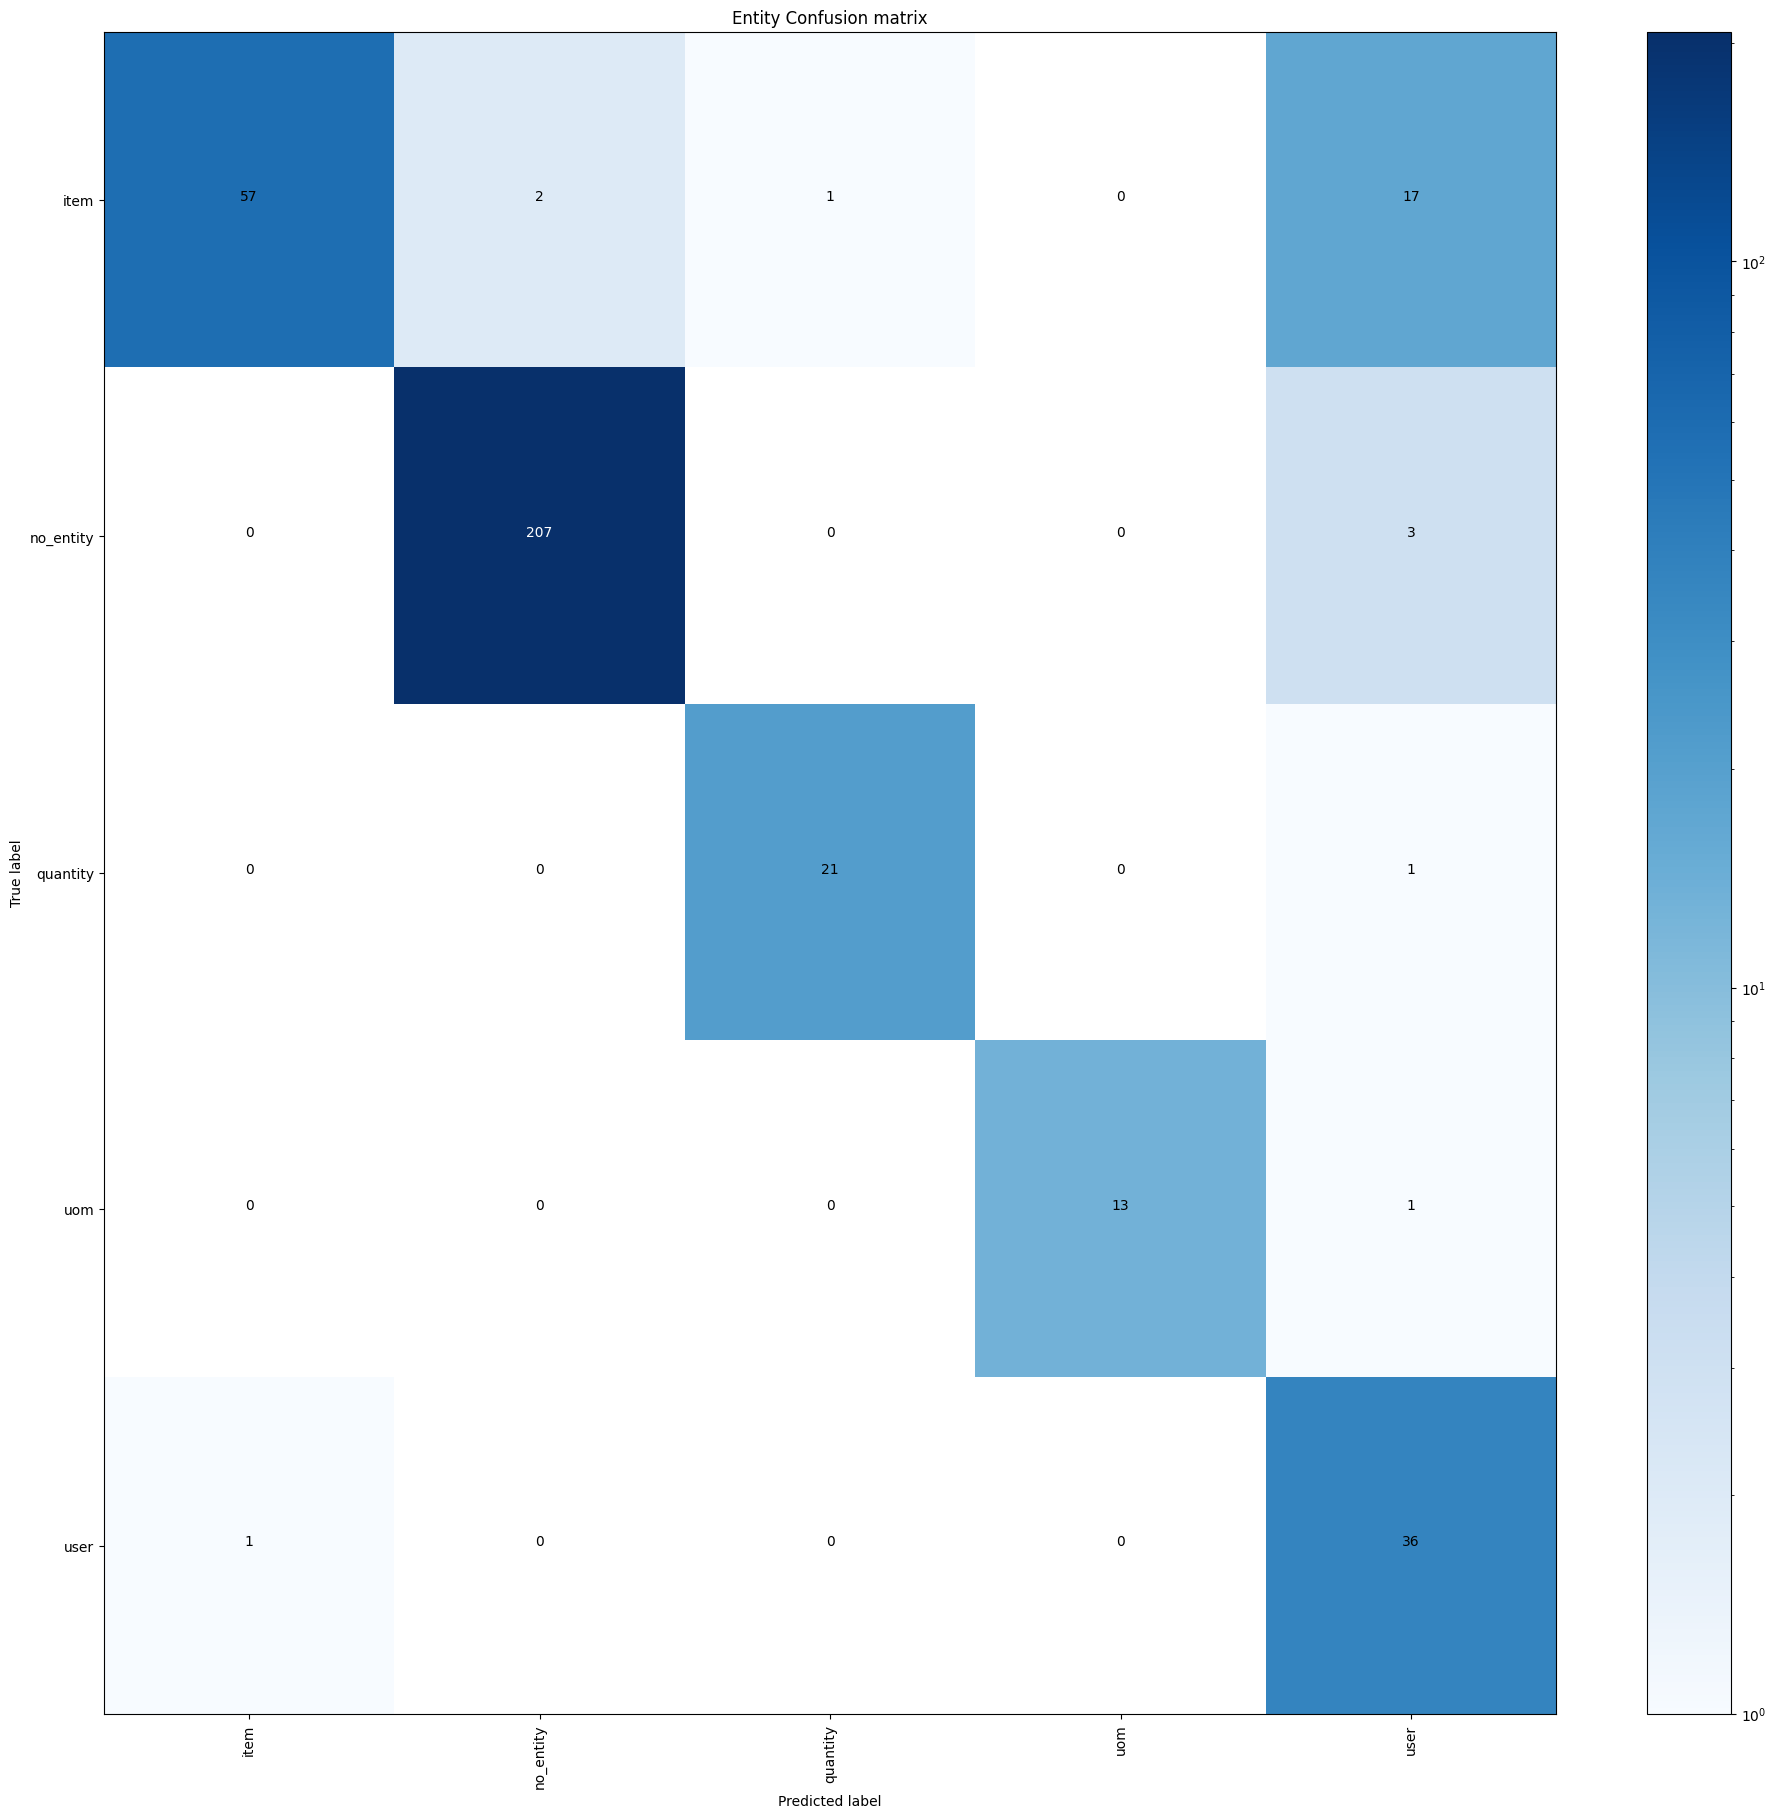 Entity Confusion matrix
item 57 2 1 0 17
no_entity 0 207 0 0 3
quantity 0 0 21 0 1
uom 0 0 0 13 1
user 1 0 0 0 36
item no_entity quantity uom user
Predicted label
True label
10²
10¹
10⁰